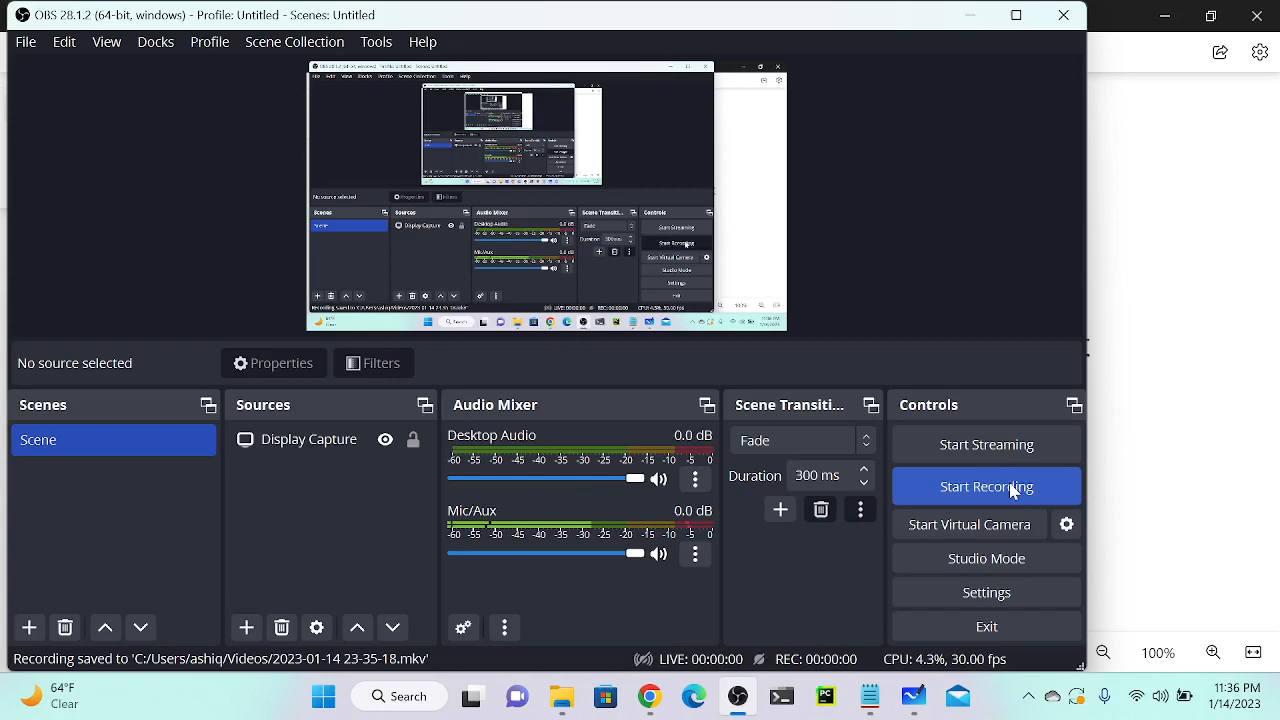 OBS 28.1.2 (64-bit, windows) - Profile: Untitled - Scenes: Untitled
File Edit View Docks Profile Scene Collection Tools Help
No source selected
Properties Filters
Scenes Sources Audio Mixer Scene Transiti... Controls
Scene
Display Capture
Desktop Audio 0.0 dB
-60 -55 -50 -45 -40 -35 -30 -25 -20 -15 -10 -5 0
Mic/Aux 0.0 dB
-60 -55 -50 -45 -40 -35 -30 -25 -20 -15 -10 -5 0
Fade
Duration 300 ms
Start Streaming
Start Recording
Start Virtual Camera
Studio Mode
Settings
Exit
Recording saved to 'C:/Users/ashiq/Videos/2023-01-14 23-35-18.mkv'
LIVE: 00:00:00 REC: 00:00:00 CPU: 4.3%, 30.00 fps
100%
Search
Clear
11:36 PM
1/14/2023